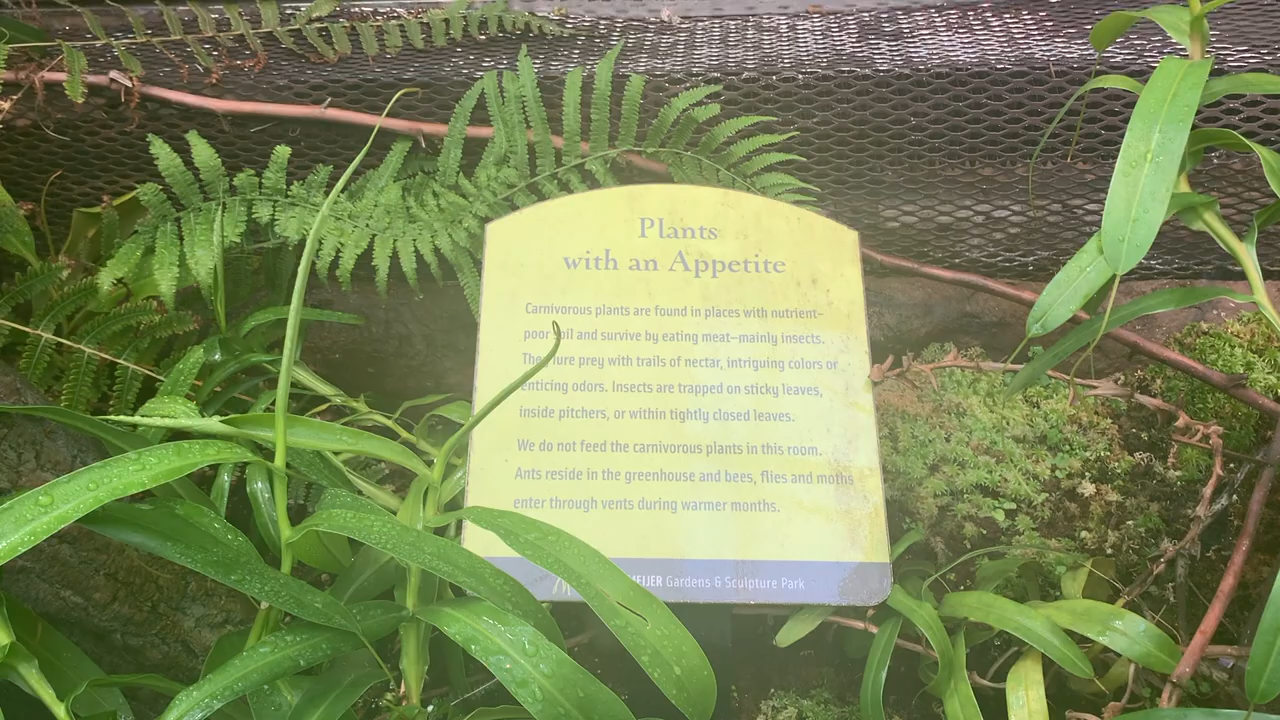 Plants
with an Appetite
Carnivorous plants are found in places with nutrient-
poor soil and survive by eating meat–mainly insects.
They lure prey with trails of nectar, intriguing colors or
enticing odors. Insects are trapped on sticky leaves,
inside pitchers, or within tightly closed leaves.
We do not feed the carnivorous plants in this room.
Ants reside in the greenhouse and bees, flies and moths
enter through vents during warmer months.
MEIJER Gardens & Sculpture Park